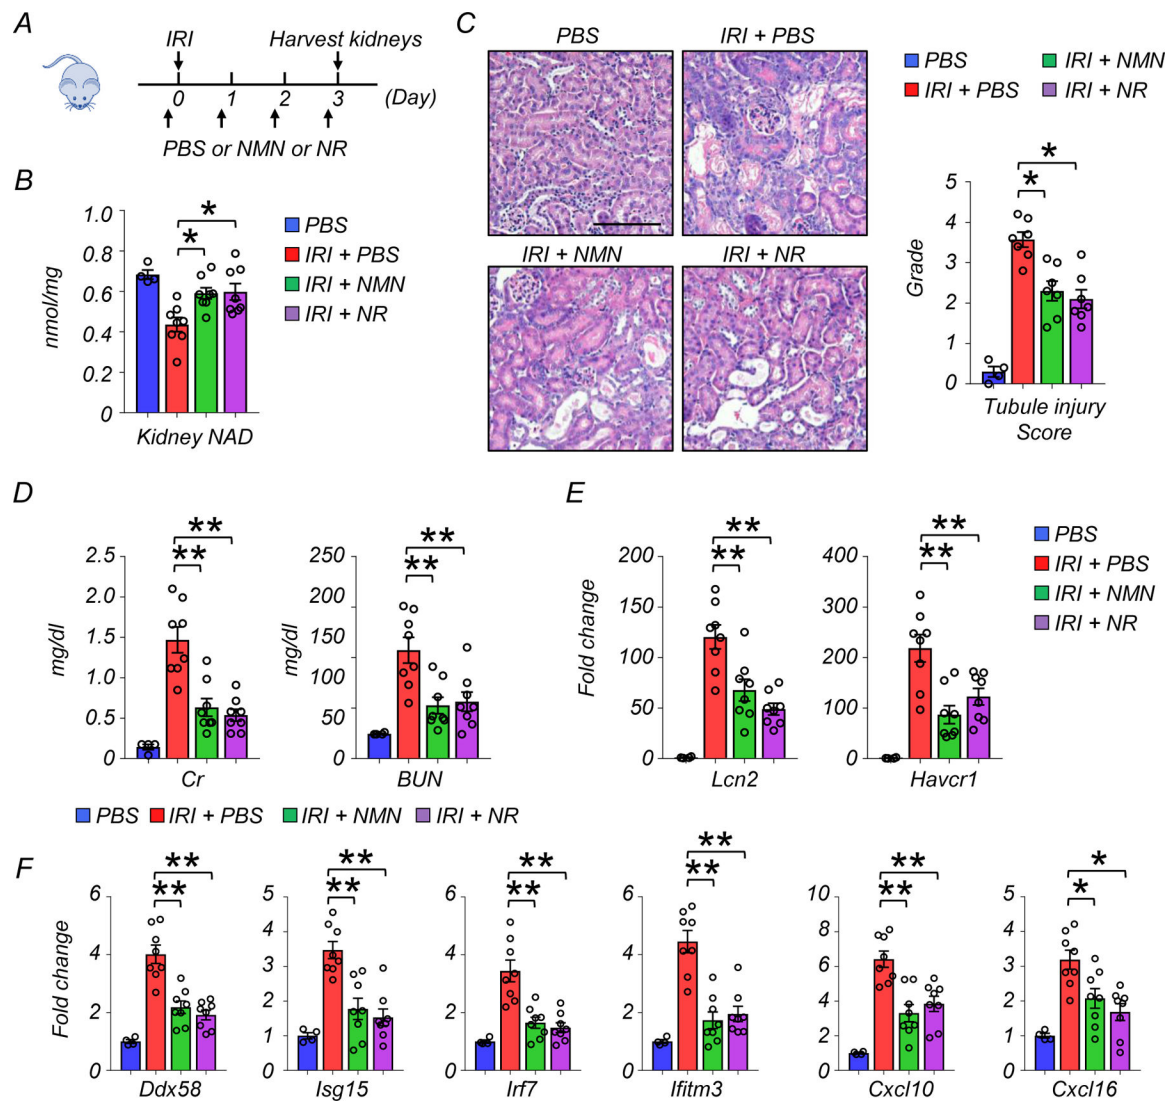 A
IRI
Harvest kidneys
0 1 2 3 (Day)
PBS or NMN or NR
B
nmol/mg
1.0
0.8
0.6
0.4
0.2
0
*
*
Kidney NAD
PBS
IRI + PBS
IRI + NMN
IRI + NR
C
PBS
IRI + PBS
IRI + NMN
IRI + NR
PBS
IRI + PBS
IRI + NMN
IRI + NR
Grade
5
4
3
2
1
0
*
*
Tubule injury
Score
D
mg/dl
2.5
2.0
1.5
1.0
0.5
0
**
**
Cr
mg/dl
250
200
150
100
50
0
**
**
BUN
E
Fold change
200
150
100
50
0
**
**
Lcn2
400
300
200
100
0
**
**
Havcr1
PBS
IRI + PBS
IRI + NMN
IRI + NR
PBS IRI + PBS IRI + NMN IRI + NR
F
Fold change
6
4
2
0
**
**
Ddx58
5
4
3
2
1
0
**
**
Isg15
6
4
2
0
**
**
Irf7
6
4
2
0
**
**
Ifitm3
10
8
6
4
2
0
**
**
Cxcl10
5
4
3
2
1
0
*
*
Cxcl16